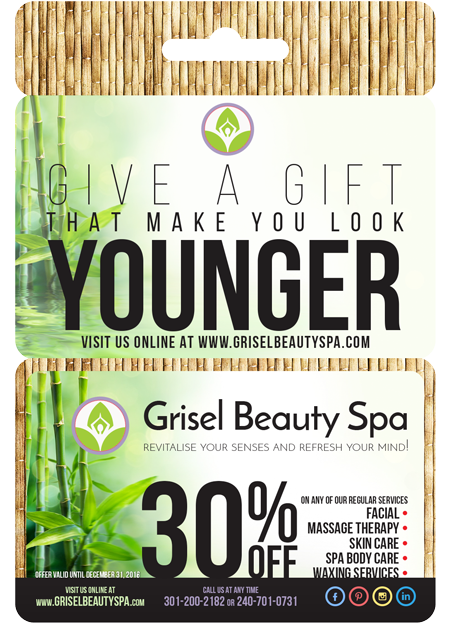 GIVE A GIFT
THAT MAKE YOU LOOK
YOUNGER
VISIT US ONLINE AT WWW.GRISELBEAUTYSPA.COM
Grisel Beauty Spa
REVITALISE YOUR SENSES AND REFRESH YOUR MIND!
30% OFF
ON ANY OF OUR REGULAR SERVICES
FACIAL •
MASSAGE THERAPY •
SKIN CARE •
SPA BODY CARE •
WAXING SERVICES •
OFFER VALID UNTIL DECEMBER 31, 2016
VISIT US ONLINE AT
WWW.GRISELBEAUTYSPA.COM
CALL US AT ANY TIME
301-200-2182 OR 240-701-0731